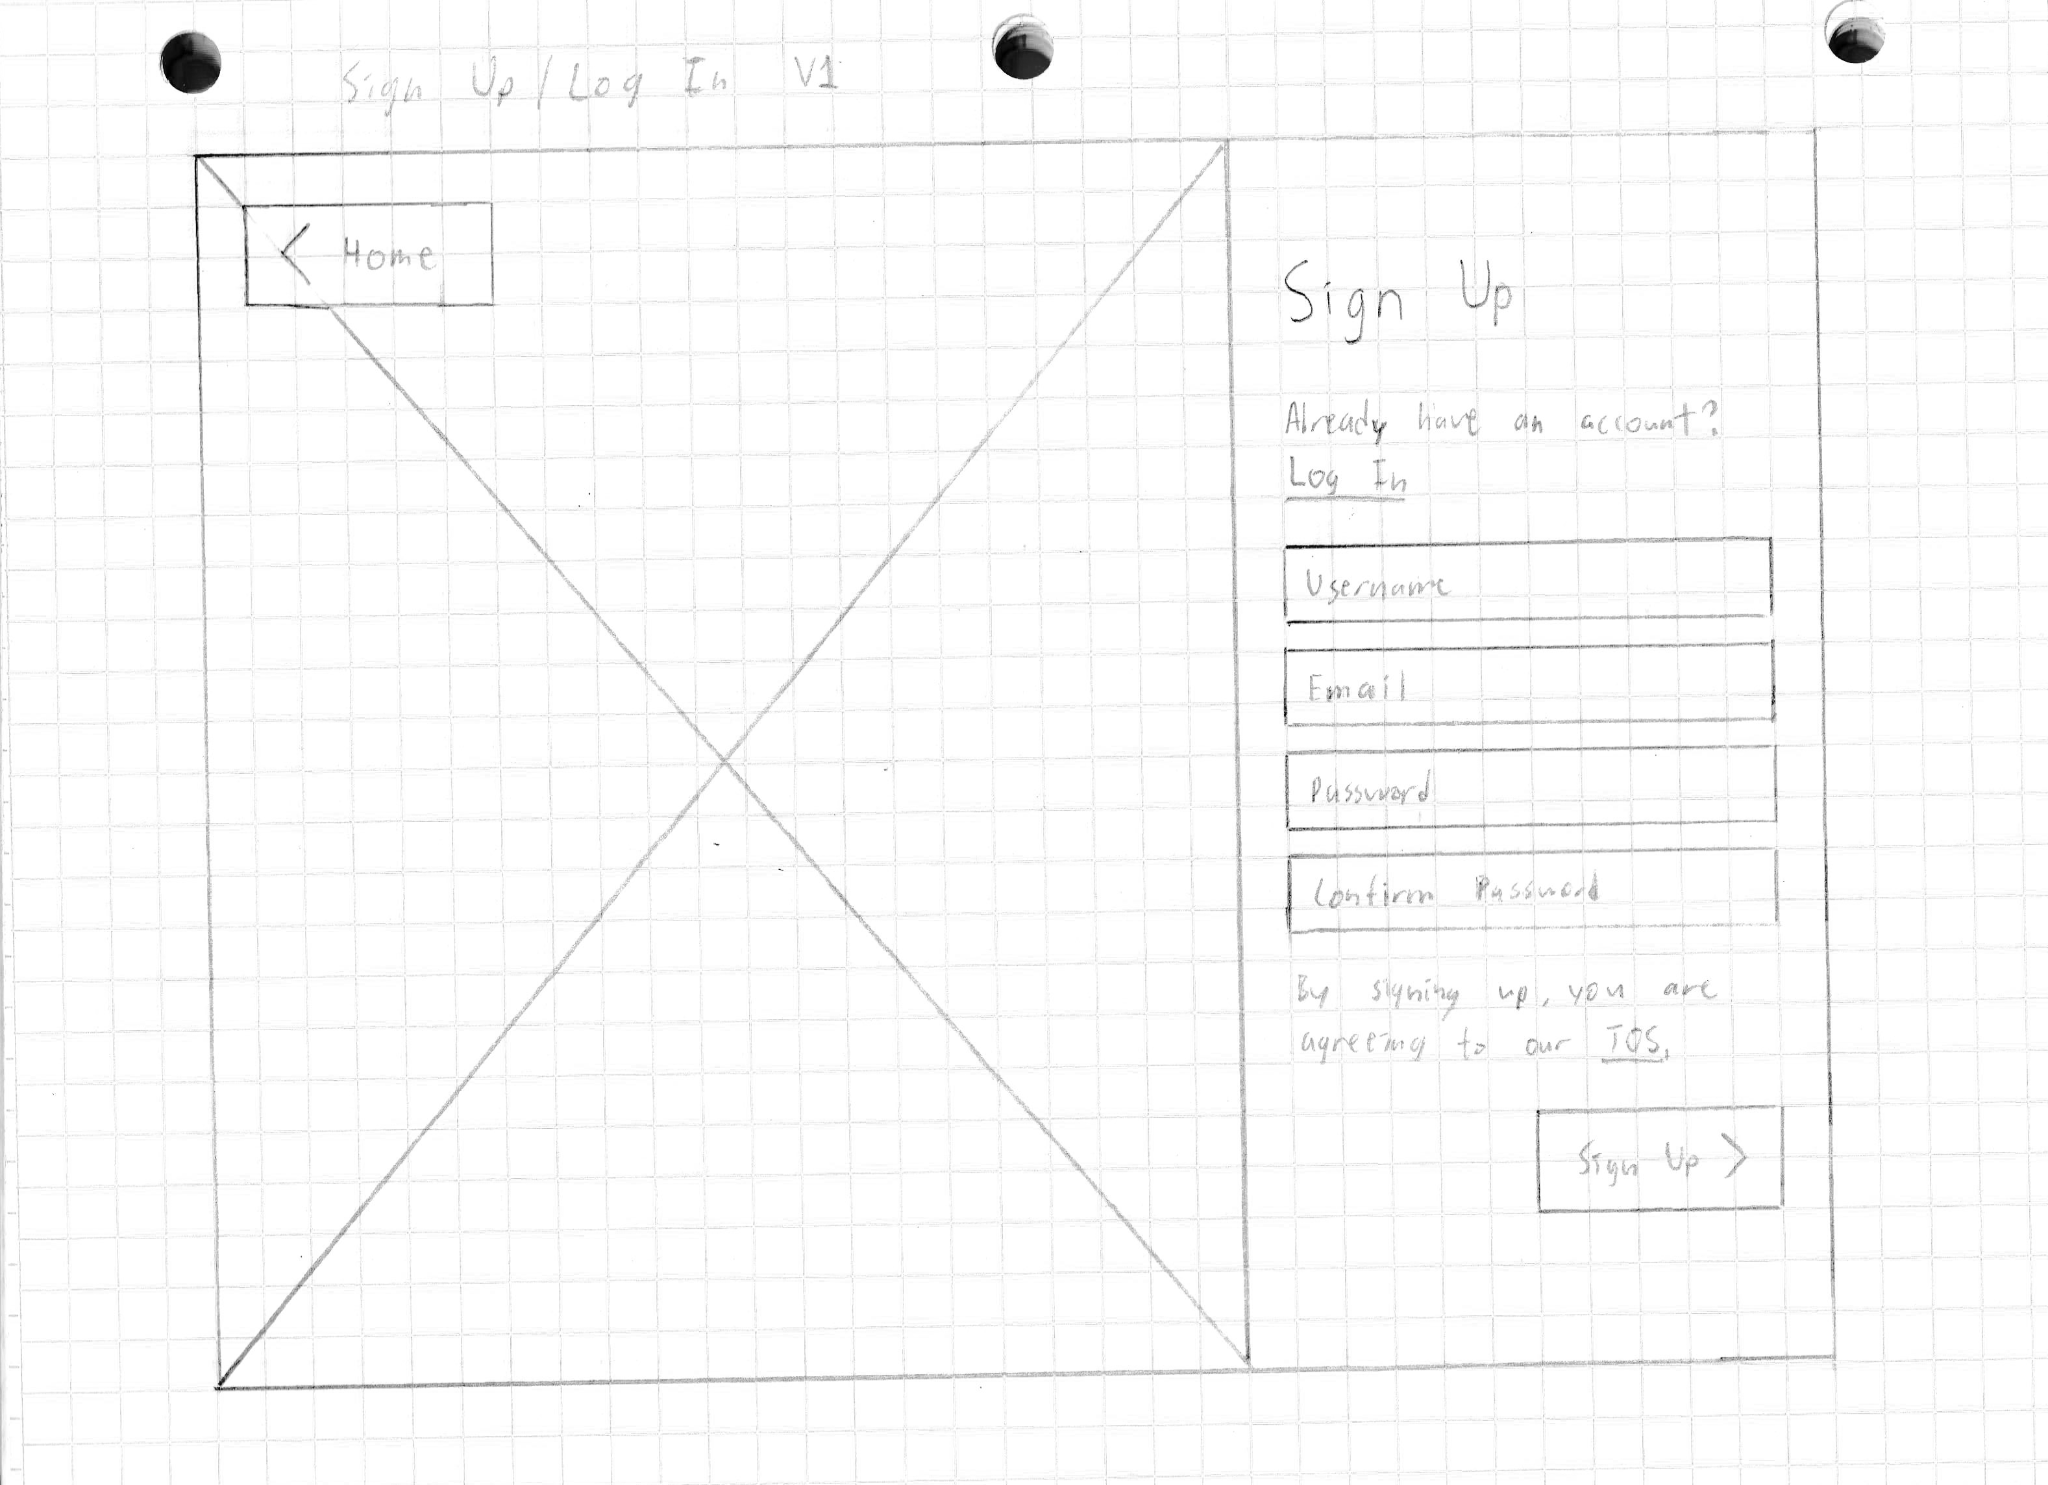 Sign Up / Log In V1
< Home
Sign Up
Already have an account?
Log In
Username
Email
Password
Confirm Password
By signing up, you are
agreeing to our TOS.
Sign Up >